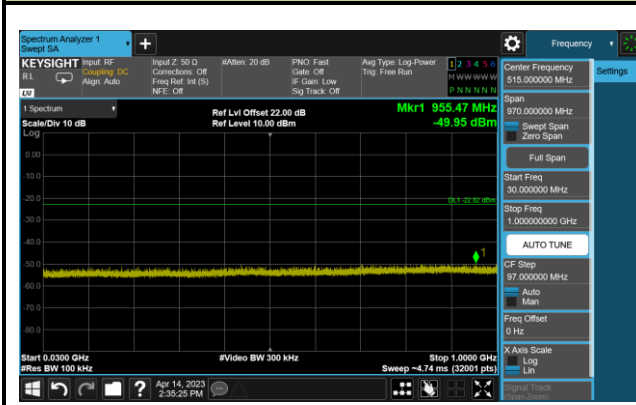 Spectrum Analyzer 1
Swept SA
Frequency
KEYSIGHT
RL
LXI
Input: RF
Coupling: DC
Align: Auto
Input Z: 50 Ω
Corrections: Off
Freq Ref: Int (S)
NFE: Off
#Atten: 20 dB
PNO: Fast
Gate: Off
IF Gain: Low
Sig Track: Off
Avg Type: Log-Power
Trig: Free Run
1 2 3 4 5 6
M W W W W W
P N N N N N
1 Spectrum
Scale/Div 10 dB
Log
Ref Lvl Offset 22.00 dB
Ref Level 10.00 dBm
Mkr1 955.47 MHz
-49.95 dBm
0.00
-10.0
-20.0
DL1 -22.82 dBm
-30.0
-40.0
1
-50.0
-60.0
-70.0
-80.0
Start 0.0300 GHz
#Res BW 100 kHz
#Video BW 300 kHz
Stop 1.0000 GHz
Sweep ~4.74 ms (32001 pts)
Apr 14, 2023
2:35:25 PM
Center Frequency
515.000000 MHz
Settings
Span
970.000000 MHz
Swept Span
Zero Span
Full Span
Start Freq
30.000000 MHz
Stop Freq
1.000000000 GHz
AUTO TUNE
CF Step
97.000000 MHz
Auto
Man
Freq Offset
0 Hz
X Axis Scale
Log
Lin
Signal Track
(Span Zoom)